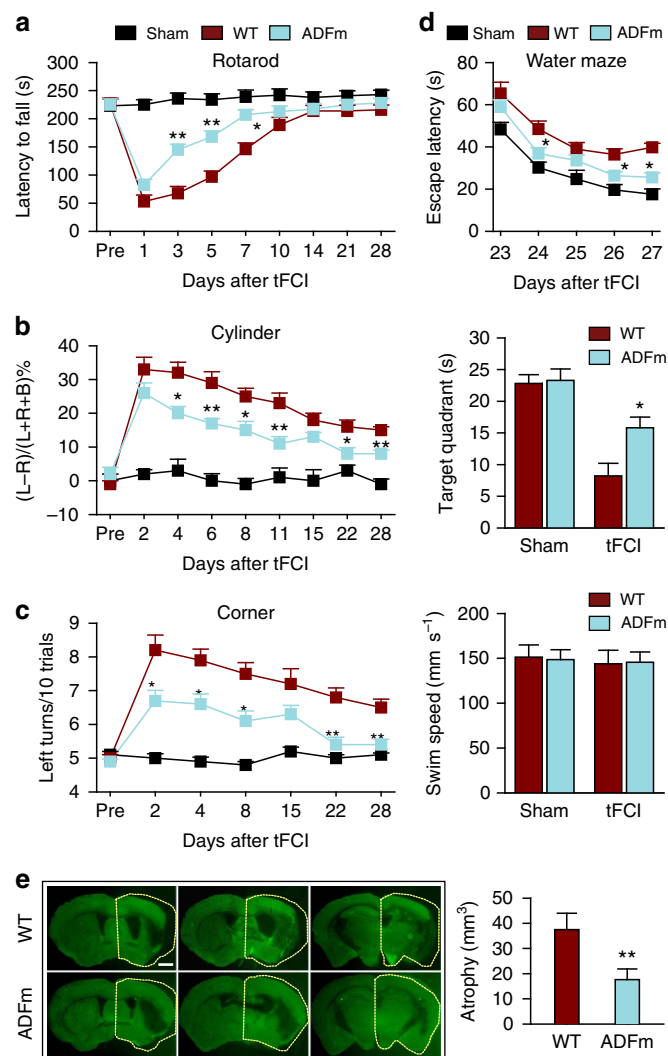 a
Sham WT ADFm
Rotarod
Latency to fall (s)
300
250
200
150
100
50
0
** ** *
Pre 1 3 5 7 10 14 21 28
Days after tFCI
d
Sham WT ADFm
Water maze
Escape latency (s)
80
60
40
20
0
* * *
23 24 25 26 27
Days after tFCI
b
Cylinder
(L–R)/(L+R+B)%
40
30
20
10
0
–10
* ** * ** * **
Pre 2 4 6 8 11 15 22 28
Days after tFCI
WT
ADFm
Target quadrant (s)
30
25
20
15
10
5
0
*
Sham tFCI
c
Corner
Left turns/10 trials
9
8
7
6
5
4
* * * ** **
Pre 2 4 8 15 22 28
Days after tFCI
WT
ADFm
Swim speed (mm s⁻¹)
200
150
100
50
0
Sham tFCI
e
WT
ADFm
Atrophy (mm³)
50
40
30
20
10
0
**
WT ADFm